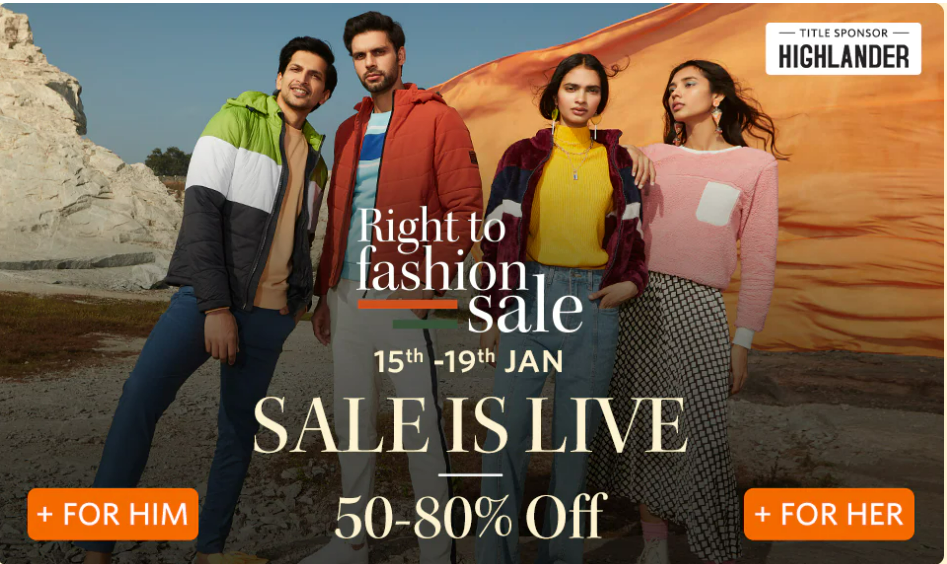 TITLE SPONSOR
HIGHLANDER
Right to
fashion
sale
15th -19th JAN
SALE IS LIVE
50-80% Off
+ FOR HIM
+ FOR HER